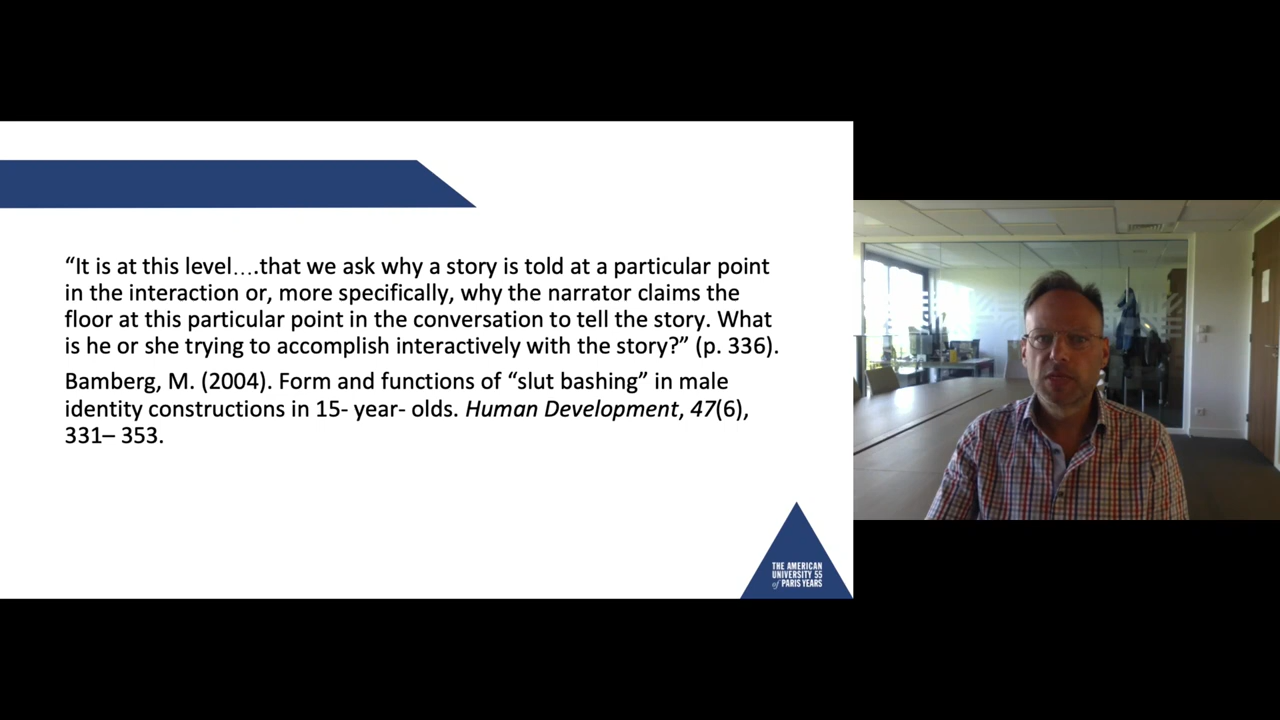 “It is at this level….that we ask why a story is told at a particular point
in the interaction or, more specifically, why the narrator claims the
floor at this particular point in the conversation to tell the story. What
is he or she trying to accomplish interactively with the story?” (p. 336).
Bamberg, M. (2004). Form and functions of “slut bashing” in male
identity constructions in 15- year- olds. Human Development, 47(6),
331– 353.
THE AMERICAN
UNIVERSITY 55
of PARIS YEARS